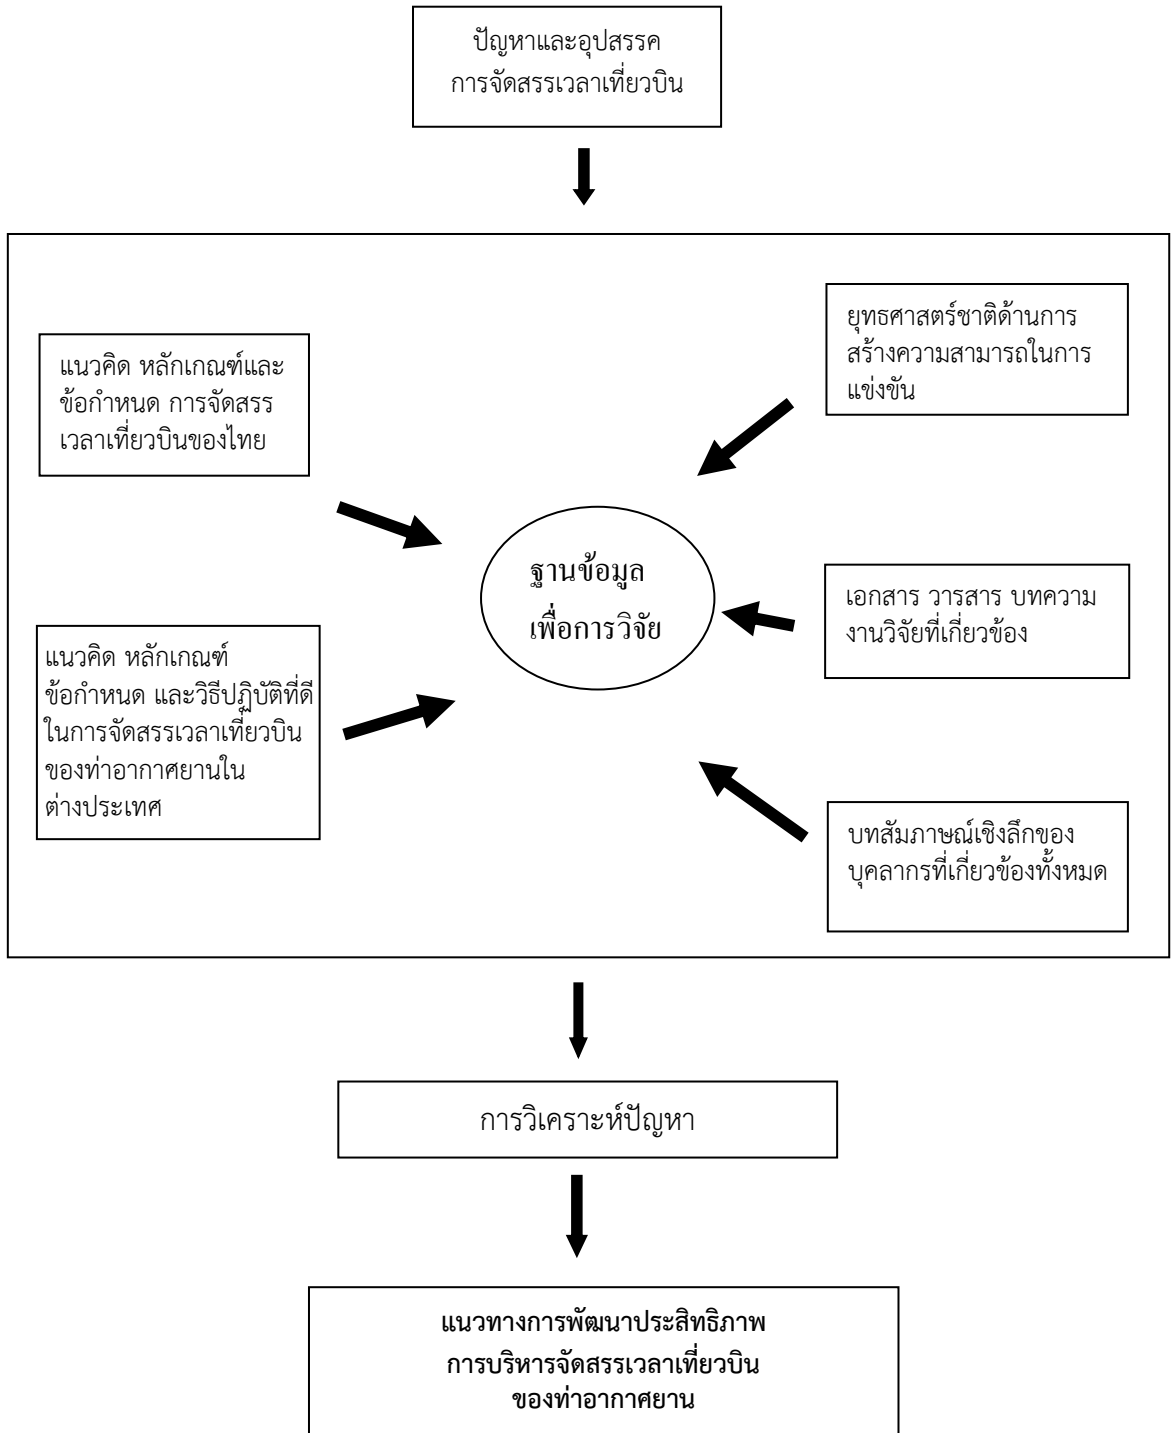 ปัญหาและอุปสรรค
การจัดสรรเวลาเที่ยวบิน
แนวคิด หลักเกณฑ์และ
ข้อกำหนด การจัดสรร
เวลาเที่ยวบินของไทย
แนวคิด หลักเกณฑ์
ข้อกำหนด และวิธีปฏิบัติที่ดี
ในการจัดสรรเวลาเที่ยวบิน
ของท่าอากาศยานใน
ต่างประเทศ
ฐานข้อมูล
เพื่อการวิจัย
ยุทธศาสตร์ชาติด้านการ
สร้างความสามารถในการ
แข่งขัน
เอกสาร วารสาร บทความ
งานวิจัยที่เกี่ยวข้อง
บทสัมภาษณ์เชิงลึกของ
บุคลากรที่เกี่ยวข้องทั้งหมด
การวิเคราะห์ปัญหา
แนวทางการพัฒนาประสิทธิภาพ
การบริหารจัดสรรเวลาเที่ยวบิน
ของท่าอากาศยาน